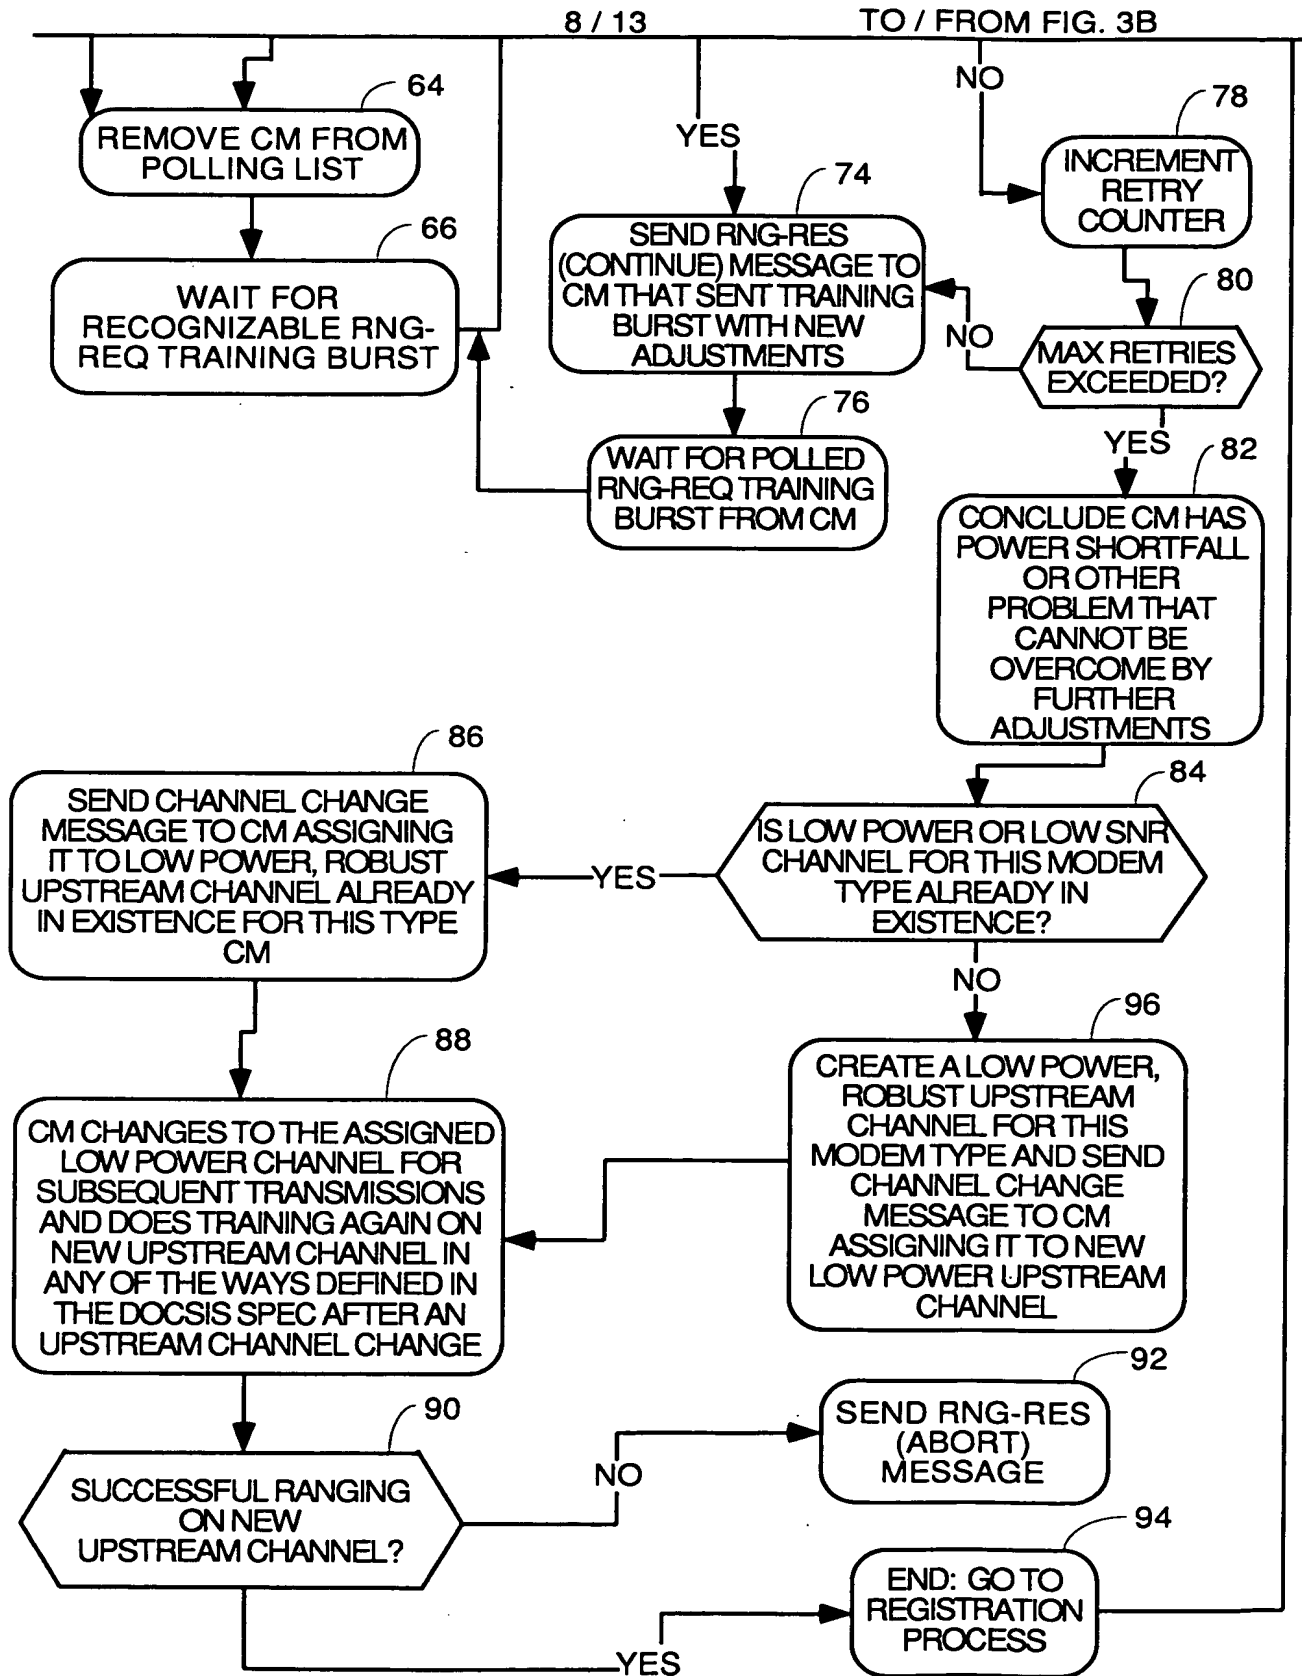 8 / 13
TO / FROM FIG. 3B
64
REMOVE CM FROM
POLLING LIST
66
WAIT FOR
RECOGNIZABLE RNG-
REQ TRAINING BURST
YES
74
SEND RNG-RES
(CONTINUE) MESSAGE TO
CM THAT SENT TRAINING
BURST WITH NEW
ADJUSTMENTS
76
WAIT FOR POLLED
RNG-REQ TRAINING
BURST FROM CM
NO
78
INCREMENT
RETRY
COUNTER
80
MAX RETRIES
EXCEEDED?
NO
YES
82
CONCLUDE CM HAS
POWER SHORTFALL
OR OTHER
PROBLEM THAT
CANNOT BE
OVERCOME BY
FURTHER
ADJUSTMENTS
84
IS LOW POWER OR LOW SNR
CHANNEL FOR THIS MODEM
TYPE ALREADY IN
EXISTENCE?
YES
86
SEND CHANNEL CHANGE
MESSAGE TO CM ASSIGNING
IT TO LOW POWER, ROBUST
UPSTREAM CHANNEL ALREADY
IN EXISTENCE FOR THIS TYPE
CM
NO
96
CREATE A LOW POWER,
ROBUST UPSTREAM
CHANNEL FOR THIS
MODEM TYPE AND SEND
CHANNEL CHANGE
MESSAGE TO CM
ASSIGNING IT TO NEW
LOW POWER UPSTREAM
CHANNEL
88
CM CHANGES TO THE ASSIGNED
LOW POWER CHANNEL FOR
SUBSEQUENT TRANSMISSIONS
AND DOES TRAINING AGAIN ON
NEW UPSTREAM CHANNEL IN
ANY OF THE WAYS DEFINED IN
THE DOCSIS SPEC AFTER AN
UPSTREAM CHANNEL CHANGE
90
SUCCESSFUL RANGING
ON NEW
UPSTREAM CHANNEL?
NO
92
SEND RNG-RES
(ABORT)
MESSAGE
YES
94
END: GO TO
REGISTRATION
PROCESS